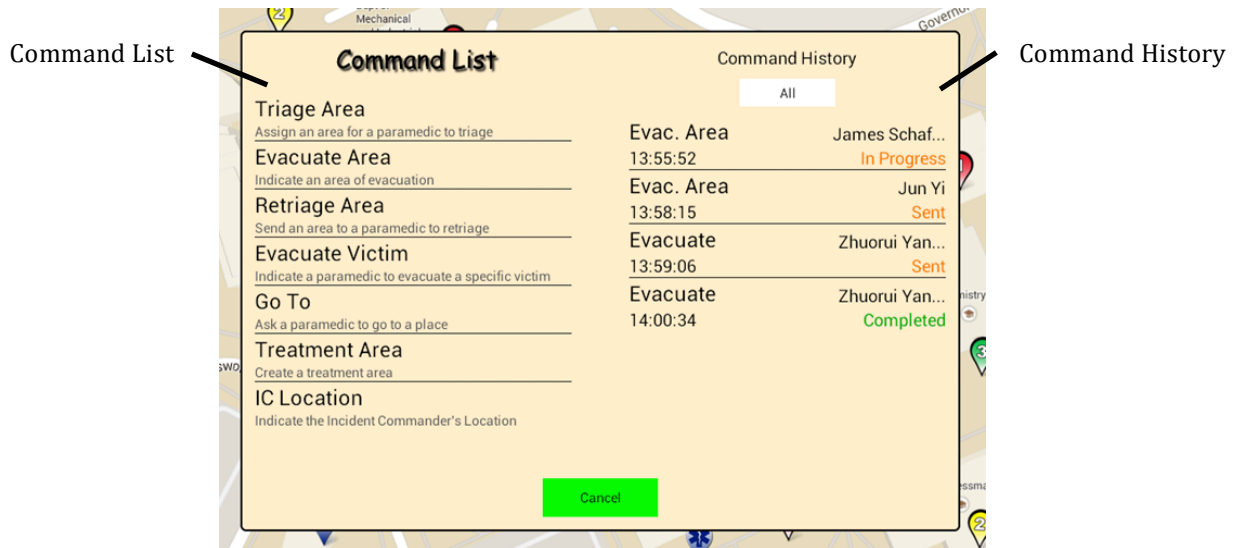 Mechanical
Command List
Command History
Command List
Triage Area
Assign an area for a paramedic to triage
Evacuate Area
Indicate an area of evacuation
Retriage Area
Send an area to a paramedic to retriage
Evacuate Victim
Indicate a paramedic to evacuate a specific victim
Go To
Ask a paramedic to go to a place
Treatment Area
Create a treatment area
IC Location
Indicate the Incident Commander's Location
Command History
All
Evac. Area James Schaf...
13:55:52 In Progress
Evac. Area Jun Yi
13:58:15 Sent
Evacuate Zhuorui Yan...
13:59:06 Sent
Evacuate Zhuorui Yan...
14:00:34 Completed
Cancel
2
3
2